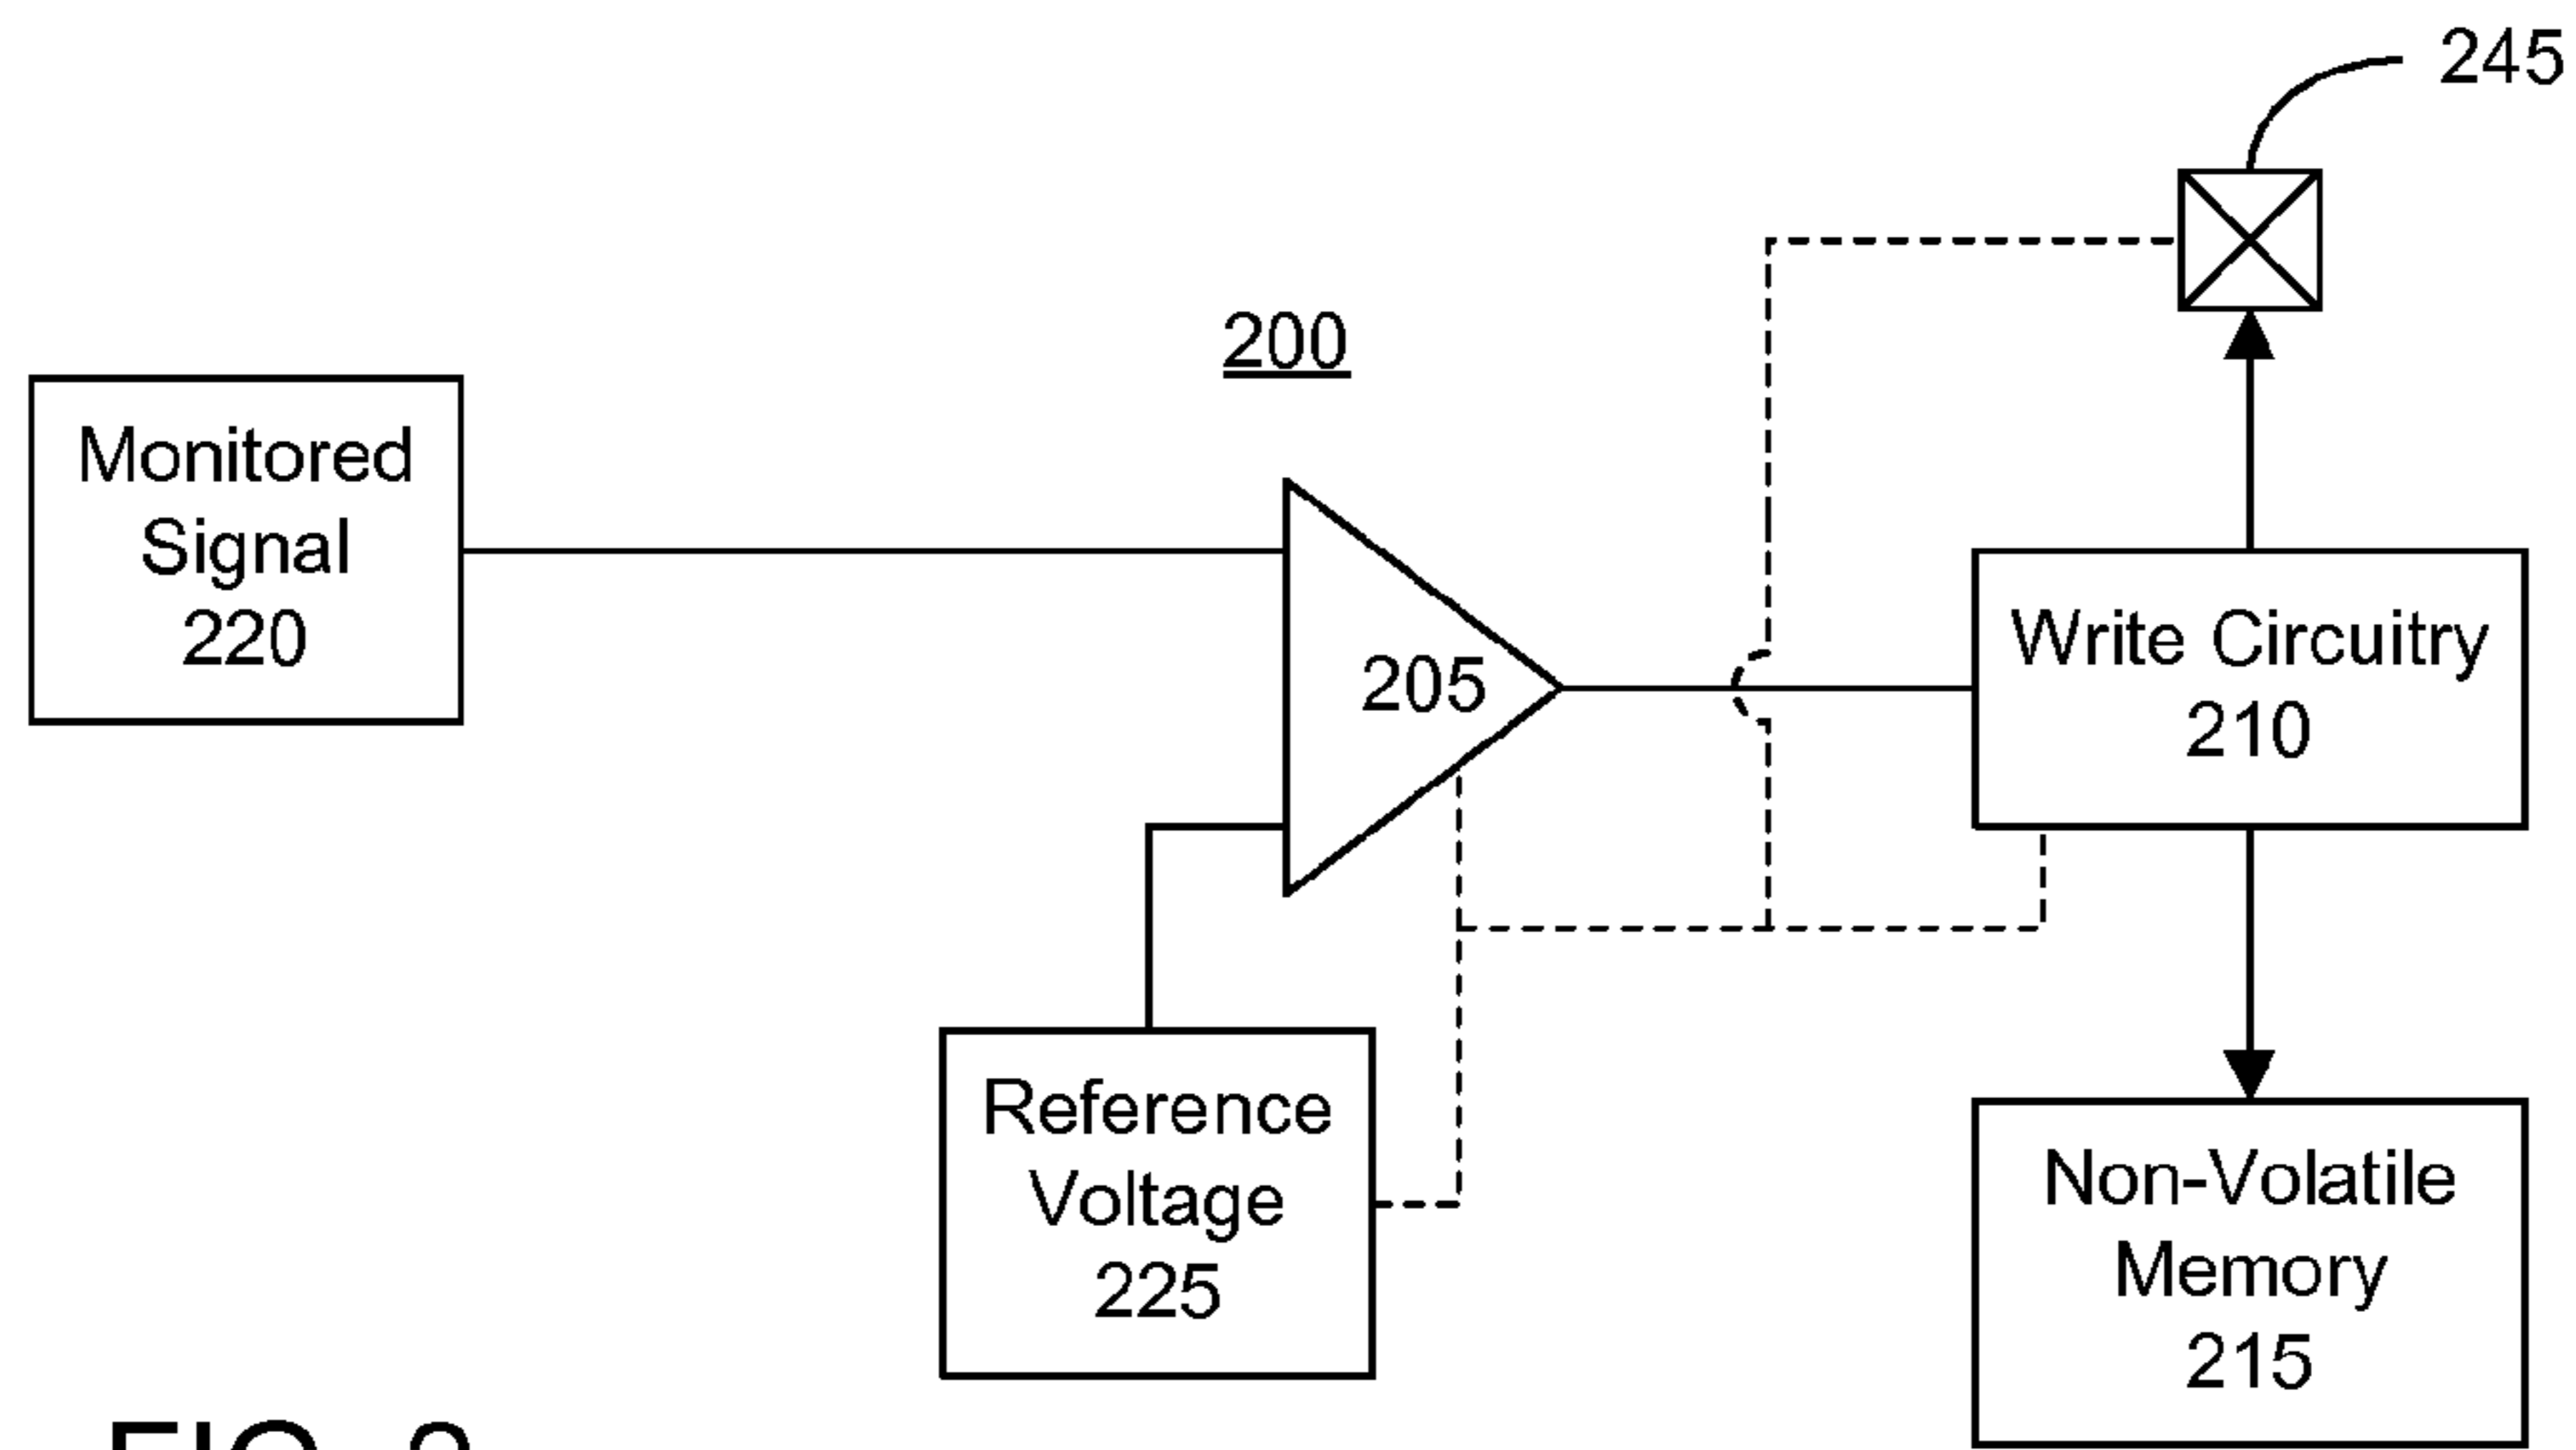 245
200
Monitored
Signal
220
205
Write Circuitry
210
Reference
Voltage
225
Non-Volatile
Memory
215